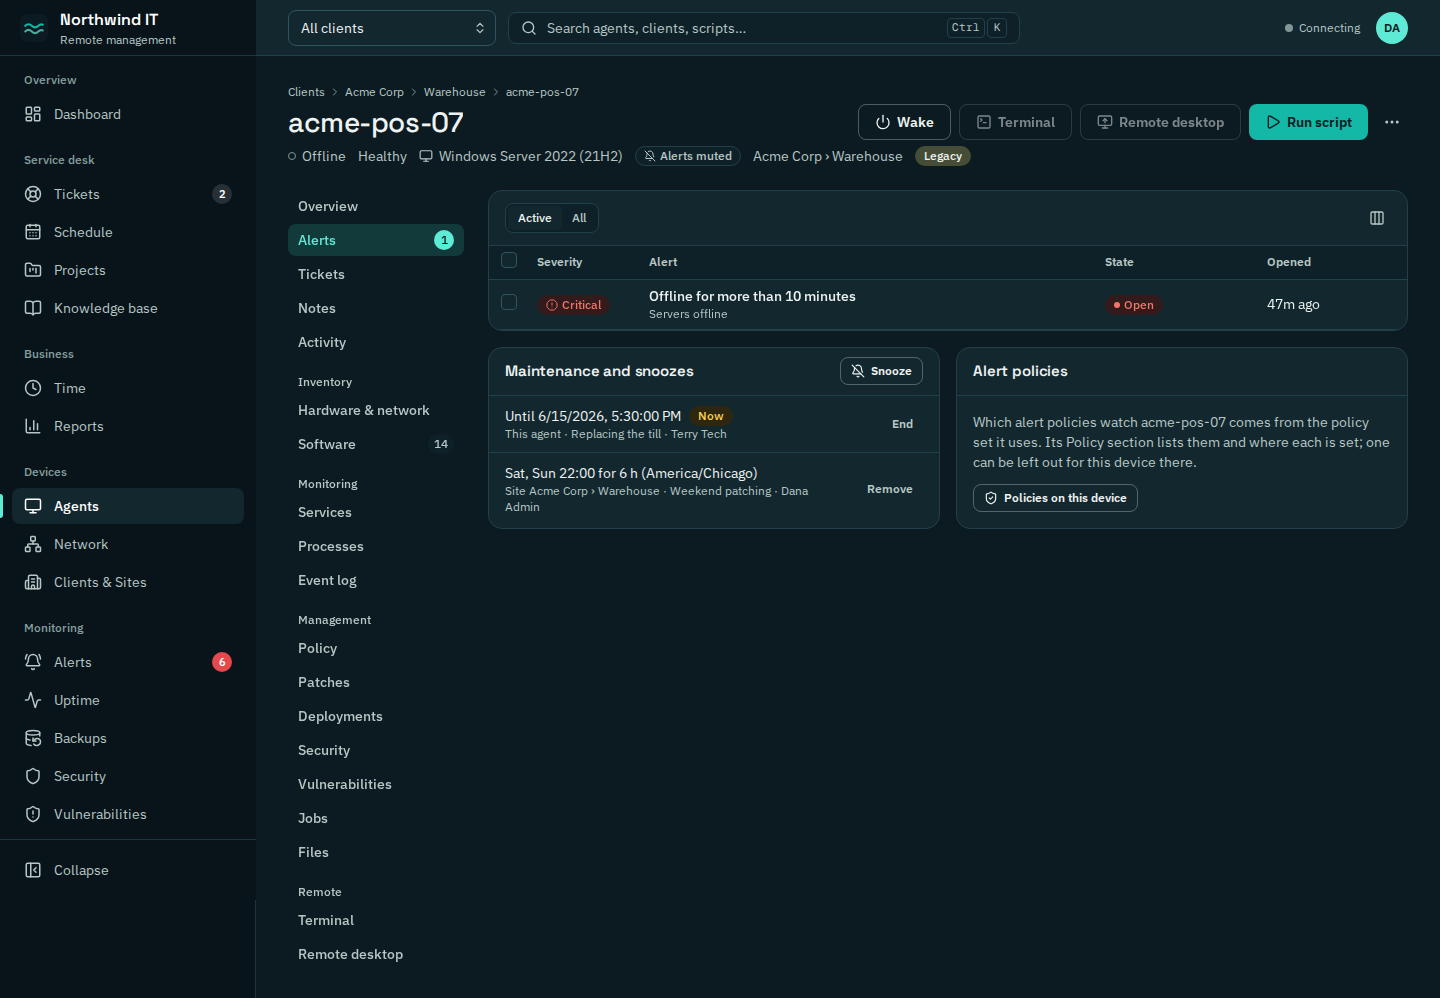 Northwind IT
Remote management
All clients
Search agents, clients, scripts...
Ctrl K
Connecting
DA
Overview
Dashboard
Service desk
Tickets 2
Schedule
Projects
Knowledge base
Business
Time
Reports
Devices
Agents
Network
Clients & Sites
Monitoring
Alerts 6
Uptime
Backups
Security
Vulnerabilities
Collapse
Clients > Acme Corp > Warehouse > acme-pos-07
acme-pos-07
Wake
Terminal
Remote desktop
Run script
Offline Healthy Windows Server 2022 (21H2) Alerts muted Acme Corp › Warehouse Legacy
Overview
Alerts 1
Tickets
Notes
Activity
Inventory
Hardware & network
Software 14
Monitoring
Services
Processes
Event log
Management
Policy
Patches
Deployments
Security
Vulnerabilities
Jobs
Files
Remote
Terminal
Remote desktop
Active All
Severity Alert State Opened
Critical Offline for more than 10 minutes Open 47m ago
Servers offline
Maintenance and snoozes
Snooze
Until 6/15/2026, 5:30:00 PM Now
This agent · Replacing the till · Terry Tech
End
Sat, Sun 22:00 for 6 h (America/Chicago)
Site Acme Corp › Warehouse · Weekend patching · Dana
Admin
Remove
Alert policies
Which alert policies watch acme-pos-07 comes from the policy
set it uses. Its Policy section lists them and where each is set; one
can be left out for this device there.
Policies on this device